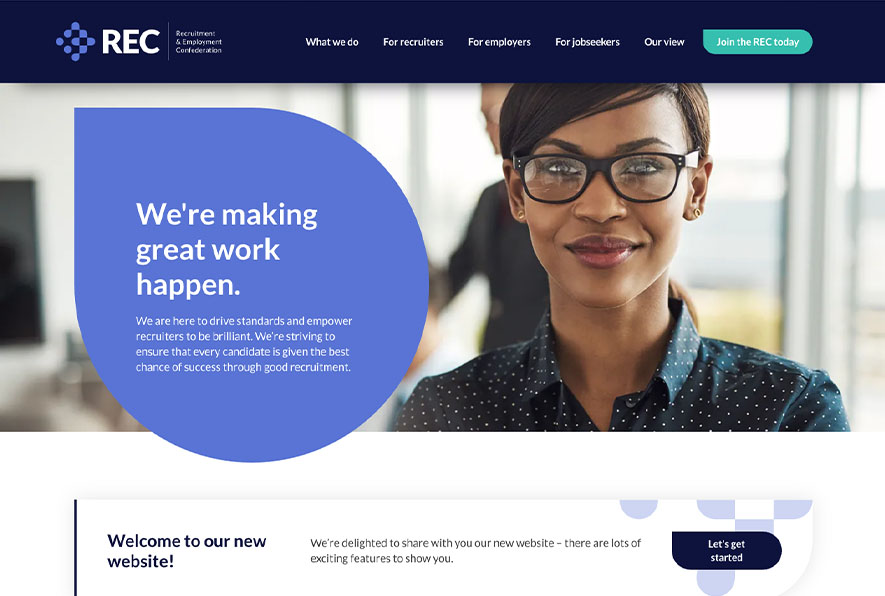 REC
Recruitment
& Employment
Confederation
What we do
For recruiters
For employers
For jobseekers
Our view
Join the REC today
We're making
great work
happen.
We are here to drive standards and empower
recruiters to be brilliant. We're striving to
ensure that every candidate is given the best
chance of success through good recruitment.
Welcome to our new
website!
We're delighted to share with you our new website – there are lots of
exciting features to show you.
Let's get
started